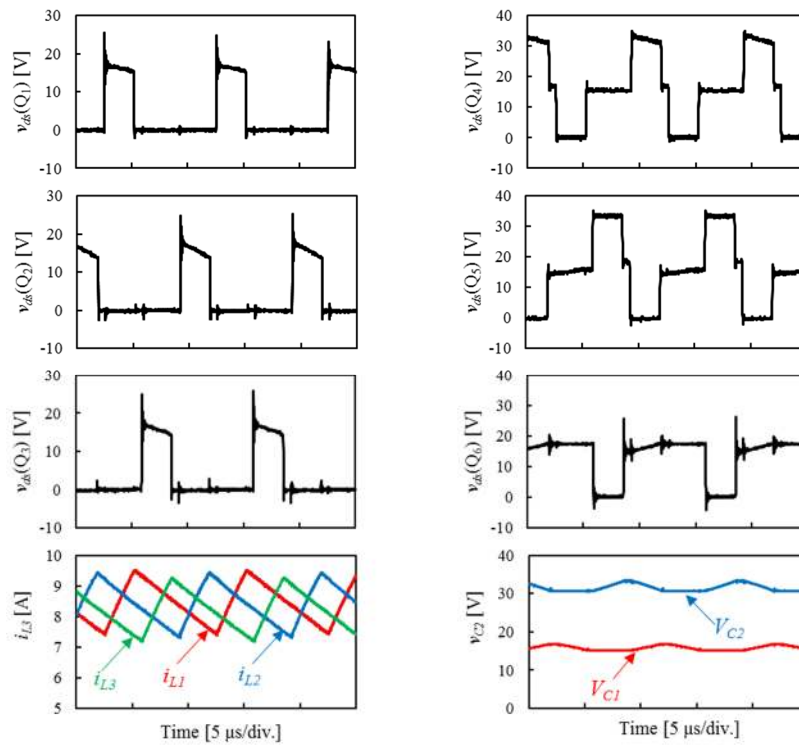 30
20
10
0
-10
v_ds(Q_1) [V]
40
30
20
10
0
-10
v_ds(Q_4) [V]
30
20
10
0
-10
v_ds(Q_2) [V]
40
30
20
10
0
-10
v_ds(Q_5) [V]
30
20
10
0
-10
v_ds(Q_3) [V]
40
30
20
10
0
-10
v_ds(Q_6) [V]
10
9
8
7
6
5
i_L3 [A]
i_L3
i_L1
i_L2
Time [5 μs/div.]
40
30
20
10
0
v_C2 [V]
V_C2
V_C1
Time [5 μs/div.]